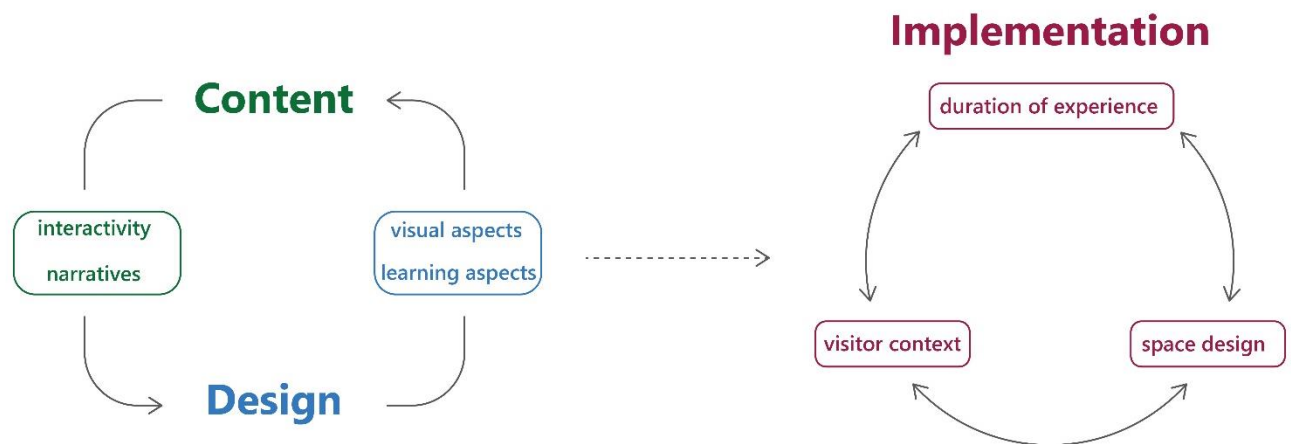 Content
interactivity
narratives
visual aspects
learning aspects
Design
Implementation
duration of experience
visitor context
space design